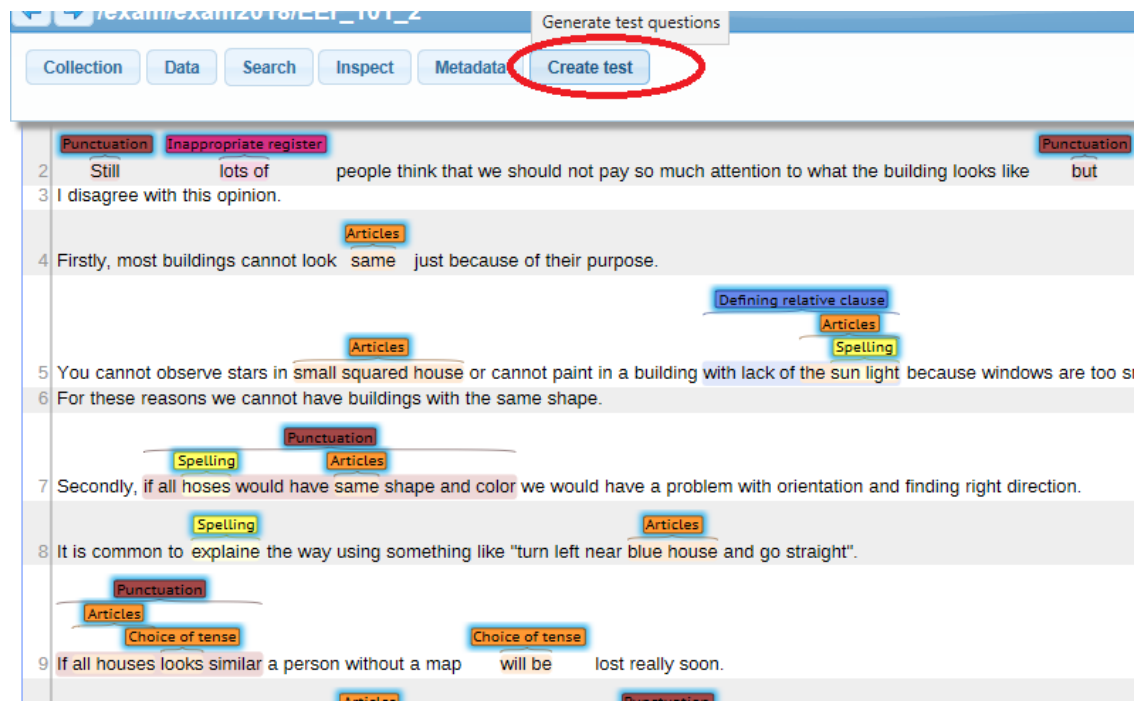 /exam/exam2018/EEr_101_2
Generate test questions
Collection Data Search Inspect Metadata Create test
Punctuation Inappropriate register Punctuation
2 Still lots of people think that we should not pay so much attention to what the building looks like but
3 I disagree with this opinion.
Articles
4 Firstly, most buildings cannot look same just because of their purpose.
Defining relative clause
Articles
Articles Spelling
5 You cannot observe stars in small squared house or cannot paint in a building with lack of the sun light because windows are too
6 For these reasons we cannot have buildings with the same shape.
Punctuation
Spelling Articles
7 Secondly, if all hoses would have same shape and color we would have a problem with orientation and finding right direction.
Spelling Articles
8 It is common to explaine the way using something like "turn left near blue house and go straight".
Punctuation
Articles
Choice of tense Choice of tense
9 If all houses looks similar a person without a map will be lost really soon.
Articles Punctuation